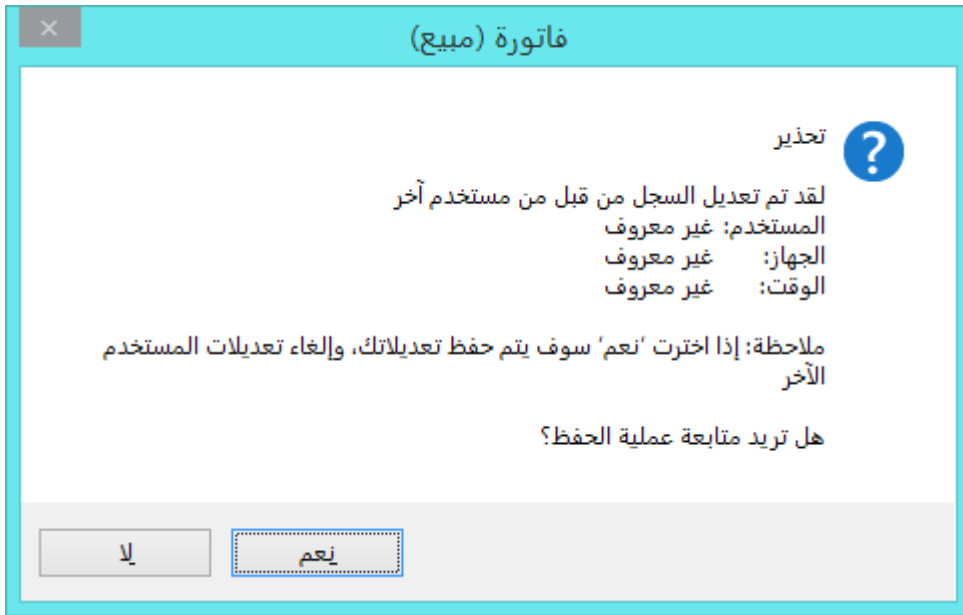 فاتورة (مبيع)
تحذير
لقد تم تعديل السجل من قبل من مستخدم آخر
المستخدم: غير معروف
الجهاز: غير معروف
الوقت: غير معروف
ملاحظة: إذا اخترت ’نعم‘ سوف يتم حفظ تعديلاتك، وإلغاء تعديلات المستخدم
الآخر
هل تريد متابعة عملية الحفظ؟
نعم
لا